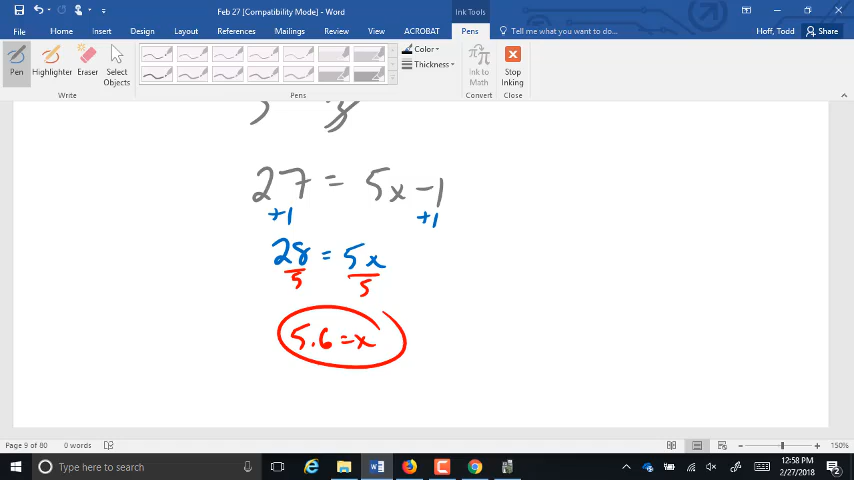 Feb 27 [Compatibility Mode] - Word
Ink Tools
Hoff, Todd
File Home Insert Design Layout References Mailings Review View ACROBAT Pens Tell me what you want to do... Share
Pen Highlighter Eraser Select Objects
Color
Thickness
Ink to Math
Stop Inking
Write Pens Convert Close
27 = 5x - 1
+1 +1
28 = 5x
5 5
5.6 = x
Page 9 of 80 0 words 150%
Type here to search
12:58 PM
2/27/2018
2